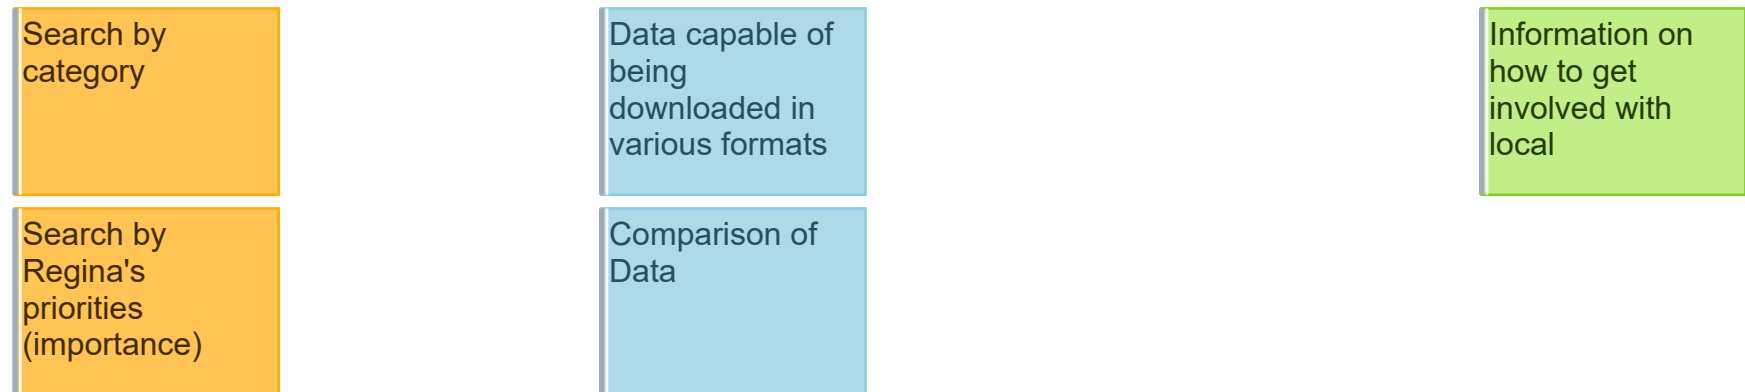 Search by
category
Data capable of
being
downloaded in
various formats
Information on
how to get
involved with
local
Search by
Regina's
priorities
(importance)
Comparison of
Data